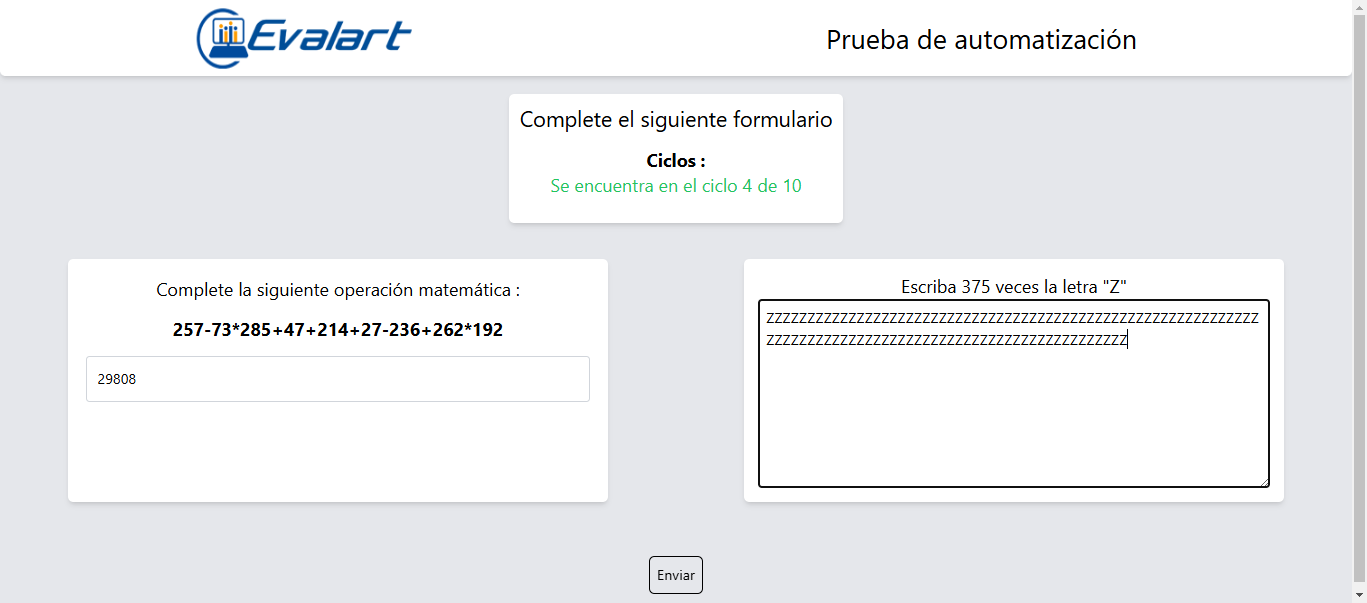 Evalart
Prueba de automatización
Complete el siguiente formulario
Ciclos :
Se encuentra en el ciclo 4 de 10
Complete la siguiente operación matemática :
257-73*285+47+214+27-236+262*192
29808
Escriba 375 veces la letra "Z"
ZZZZZZZZZZZZZZZZZZZZZZZZZZZZZZZZZZZZZZZZZZZZZZZZZZZZZZZZZZZZ
ZZZZZZZZZZZZZZZZZZZZZZZZZZZZZZZZZZZZZZZZZZZZ
Enviar